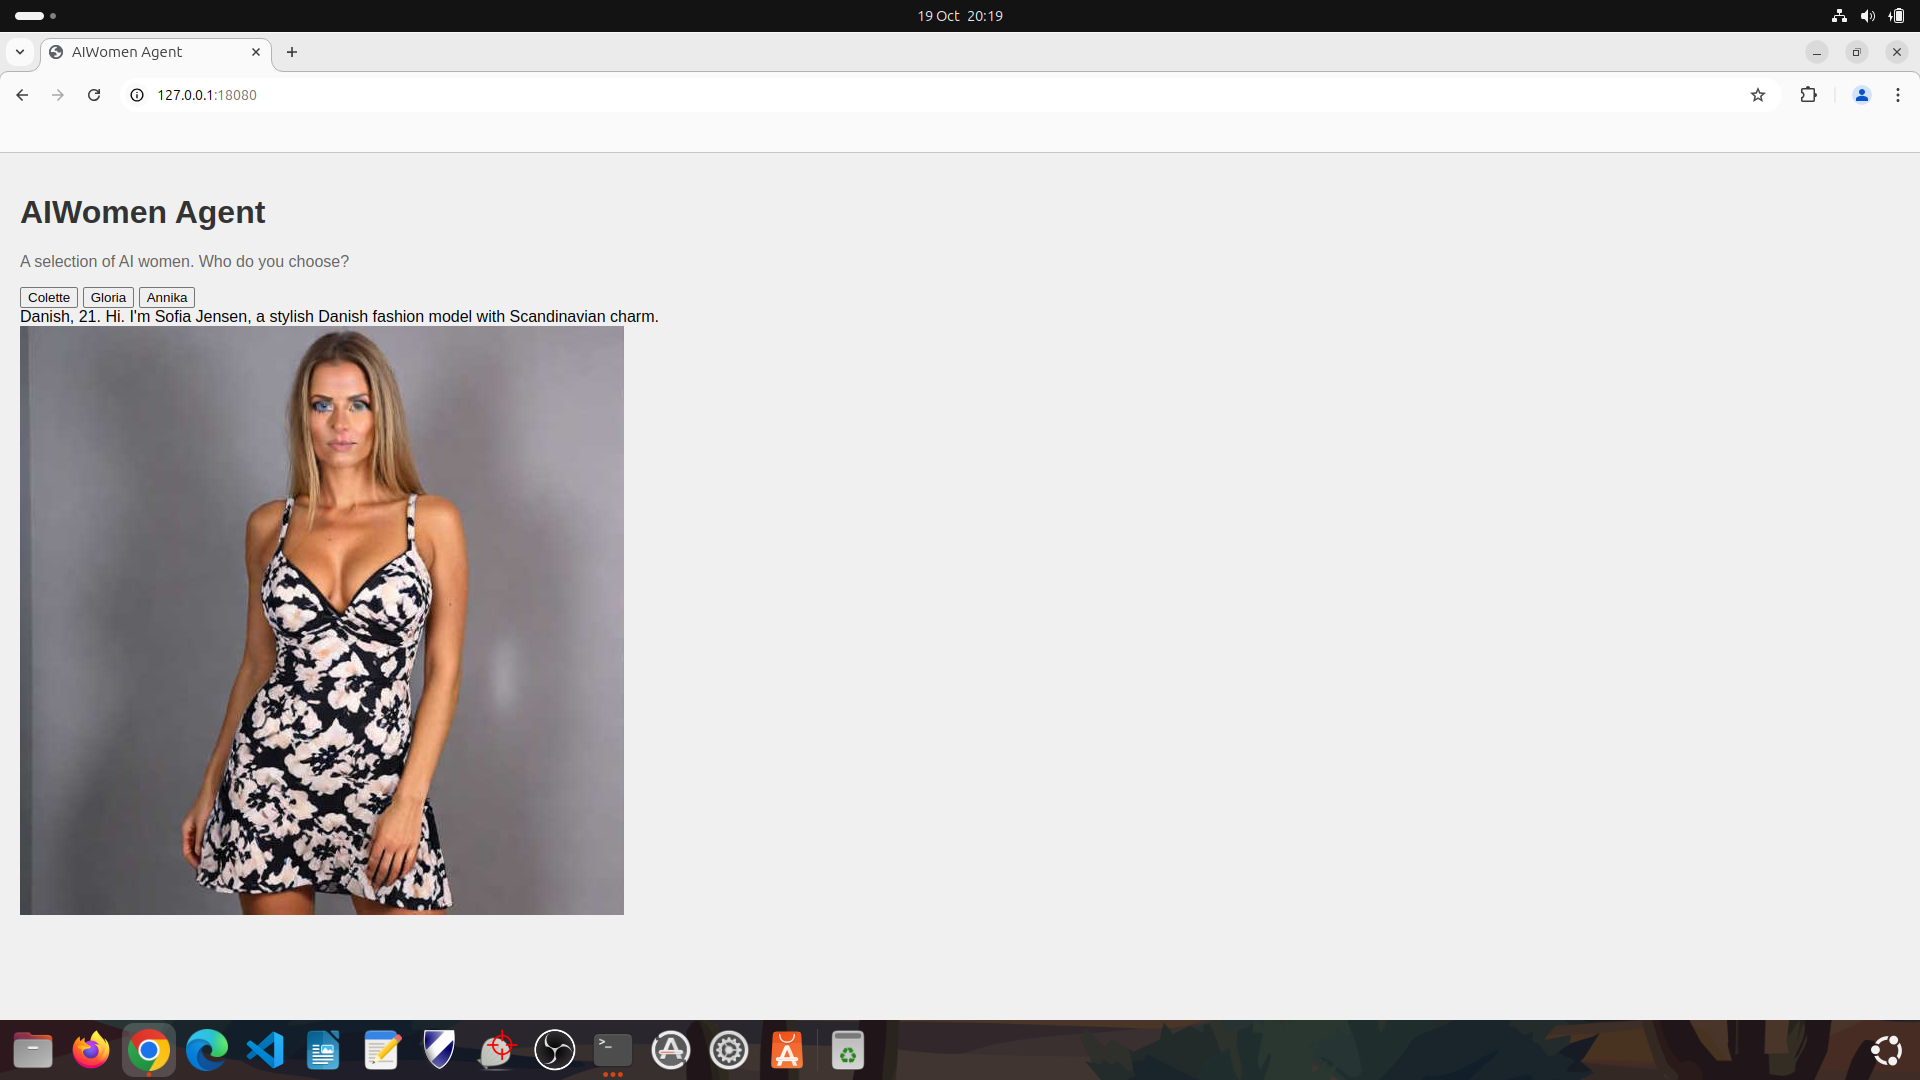 19 Oct 20:19
AIWomen Agent
127.0.0.1:18080
AIWomen Agent
A selection of AI women. Who do you choose?
Colette Gloria Annika
Danish, 21. Hi. I'm Sofia Jensen, a stylish Danish fashion model with Scandinavian charm.